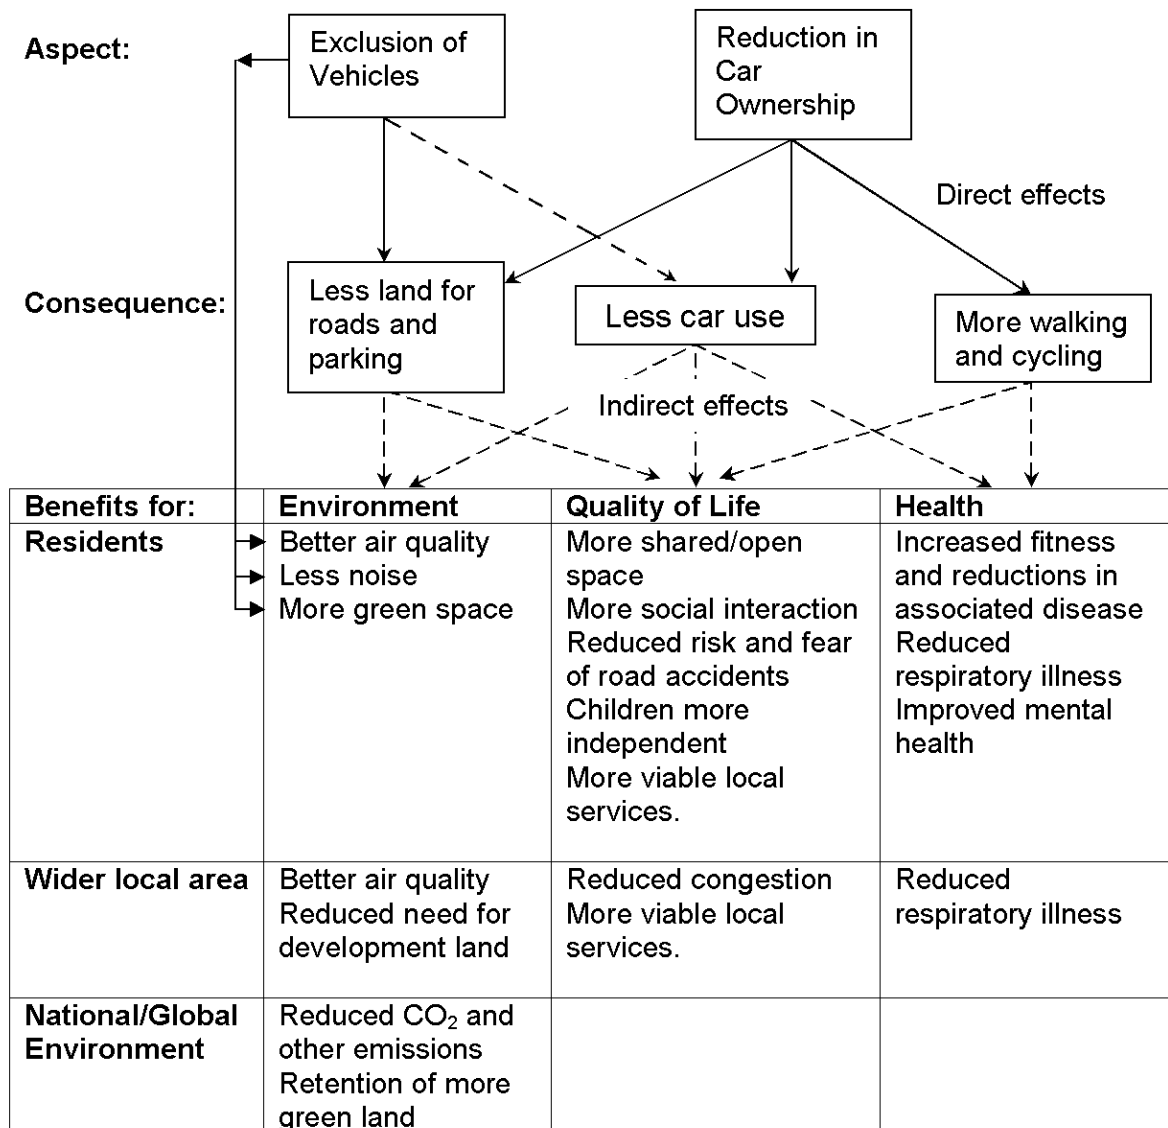 Aspect:
Exclusion of
Vehicles
Reduction in
Car
Ownership
Direct effects
Consequence:
Less land for
roads and
parking
Less car use
More walking
and cycling
Indirect effects
Benefits for:
Environment
Quality of Life
Health
Residents
Better air quality
Less noise
More green space
More shared/open
space
More social interaction
Reduced risk and fear
of road accidents
Children more
independent
More viable local
services.
Increased fitness
and reductions in
associated disease
Reduced
respiratory illness
Improved mental
health
Wider local area
Better air quality
Reduced need for
development land
Reduced congestion
More viable local
services.
Reduced
respiratory illness
National/Global
Environment
Reduced CO₂ and
other emissions
Retention of more
green land